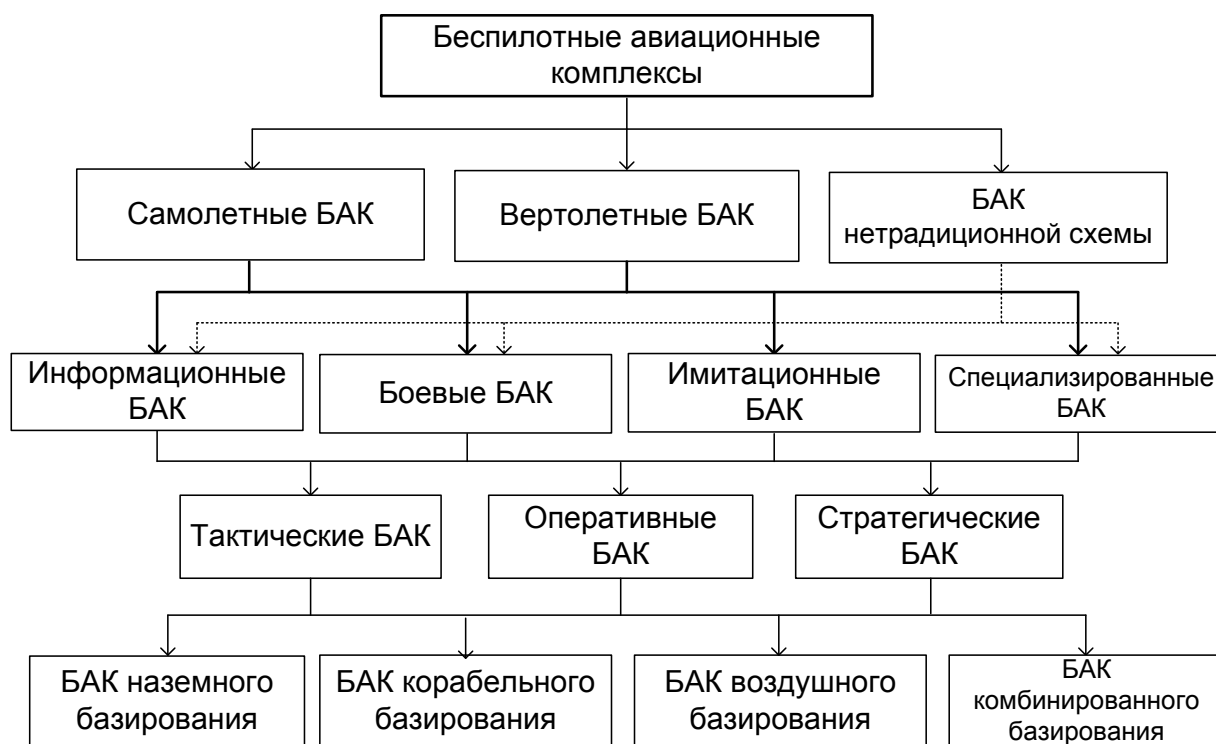 Беспилотные авиационные
комплексы
Самолетные БАК
Вертолетные БАК
БАК
нетрадиционной схемы
Информационные
БАК
Боевые БАК
Имитационные
БАК
Специализированные
БАК
Тактические БАК
Оперативные
БАК
Стратегические
БАК
БАК наземного
базирования
БАК корабельного
базирования
БАК воздушного
базирования
БАК
комбинированного
базирования